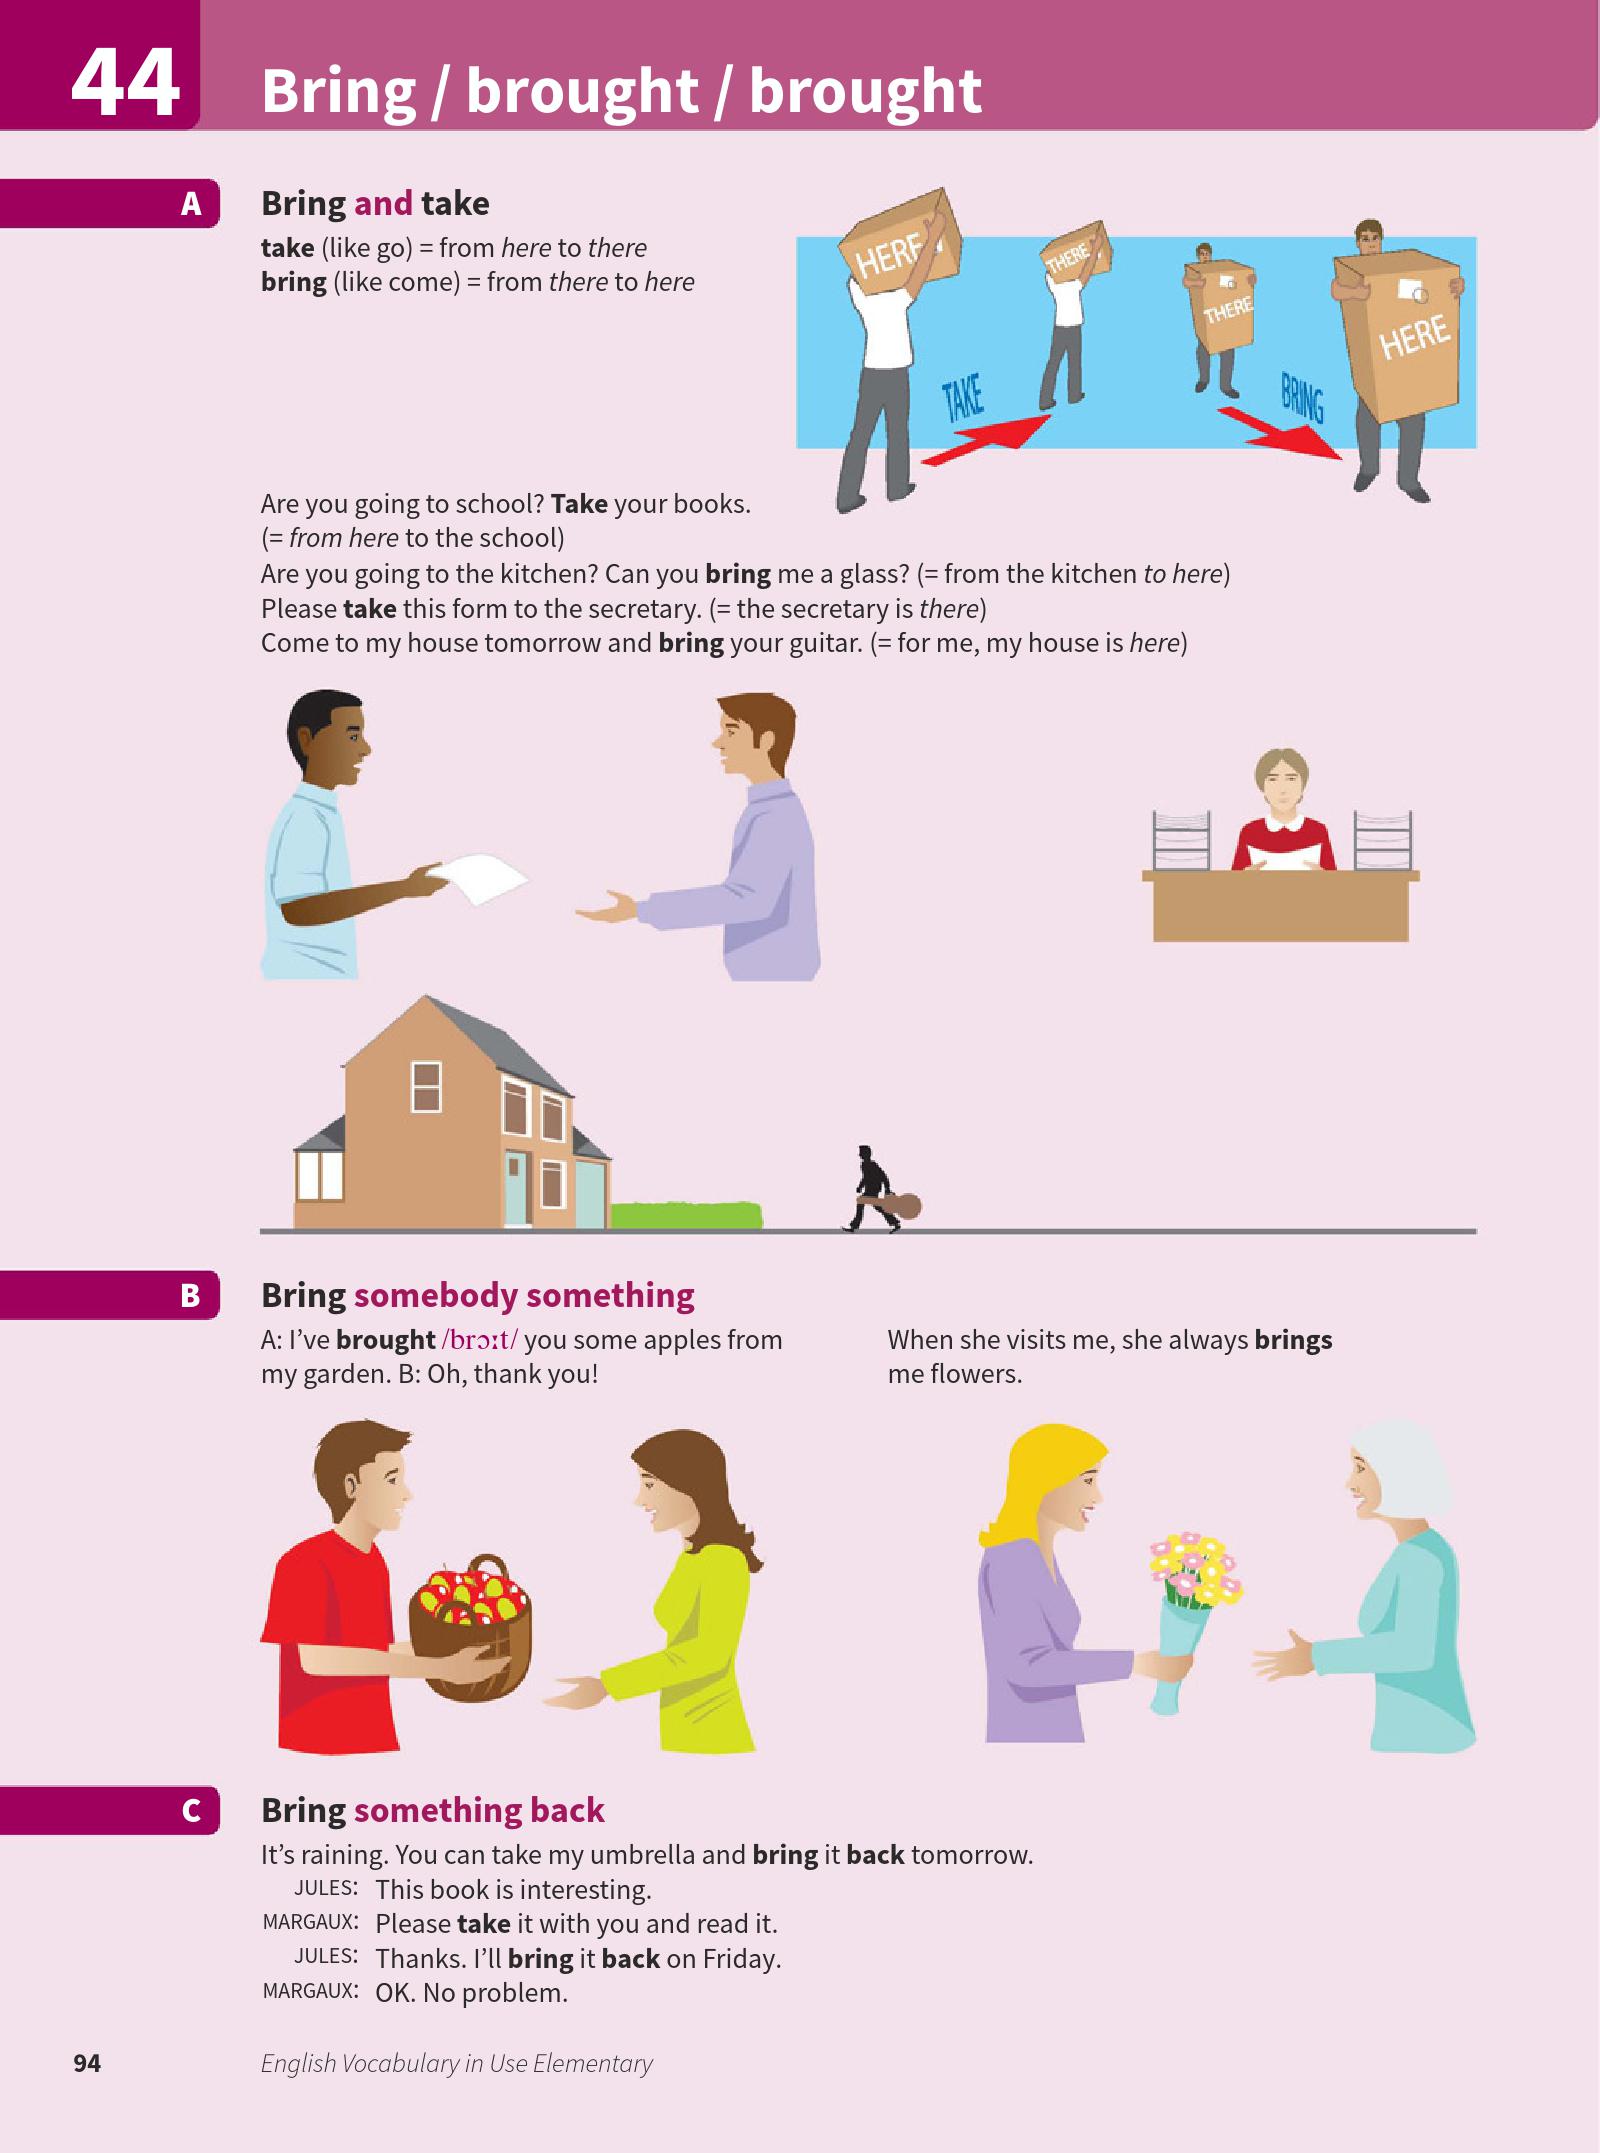 44
Bring / brought / brought
A
Bring and take
take (like go) = from here to there
bring (like come) = from there to here
HERE
THERE
THERE
HERE
TAKE
BRING
Are you going to school? Take your books.
(= from here to the school)
Are you going to the kitchen? Can you bring me a glass? (= from the kitchen to here)
Please take this form to the secretary. (= the secretary is there)
Come to my house tomorrow and bring your guitar. (= for me, my house is here)
B
Bring somebody something
A: I’ve brought /brɔːt/ you some apples from
my garden. B: Oh, thank you!
When she visits me, she always brings
me flowers.
C
Bring something back
It’s raining. You can take my umbrella and bring it back tomorrow.
JULES: This book is interesting.
MARGAUX: Please take it with you and read it.
JULES: Thanks. I’ll bring it back on Friday.
MARGAUX: OK. No problem.
94
English Vocabulary in Use Elementary